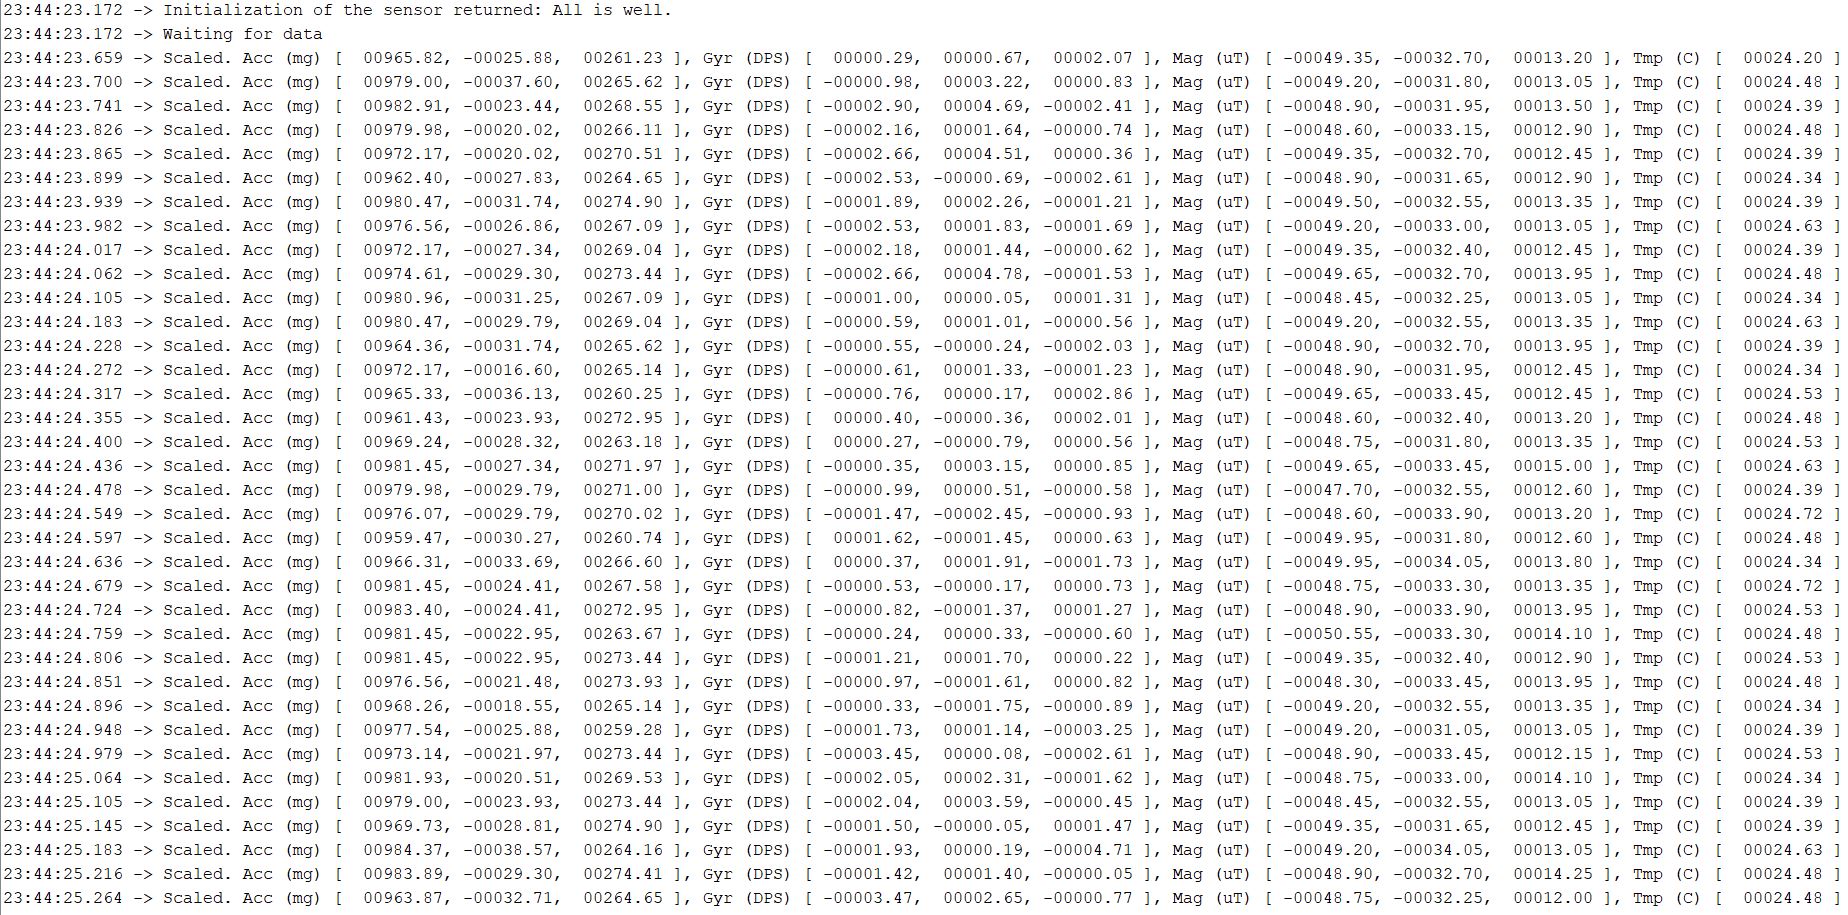 23:44:23.172 -> Initialization of the sensor returned: All is well.
23:44:23.172 -> Waiting for data
23:44:23.659 -> Scaled. Acc (mg) [  00965.82, -00025.88,  00261.23 ], Gyr (DPS) [  00000.29,  00000.67,  00002.07 ], Mag (uT) [ -00049.35, -00032.70,  00013.20 ], Tmp (C) [  00024.20 ]
23:44:23.700 -> Scaled. Acc (mg) [  00979.00, -00037.60,  00265.62 ], Gyr (DPS) [ -00000.98,  00003.22,  00000.83 ], Mag (uT) [ -00049.20, -00031.80,  00013.05 ], Tmp (C) [  00024.48 ]
23:44:23.741 -> Scaled. Acc (mg) [  00982.91, -00023.44,  00268.55 ], Gyr (DPS) [ -00002.90,  00004.69, -00002.41 ], Mag (uT) [ -00048.90, -00031.95,  00013.50 ], Tmp (C) [  00024.39 ]
23:44:23.826 -> Scaled. Acc (mg) [  00979.98, -00020.02,  00266.11 ], Gyr (DPS) [ -00002.16,  00001.64, -00000.74 ], Mag (uT) [ -00048.60, -00033.15,  00012.90 ], Tmp (C) [  00024.48 ]
23:44:23.865 -> Scaled. Acc (mg) [  00972.17, -00020.02,  00270.51 ], Gyr (DPS) [ -00002.66,  00004.51,  00000.36 ], Mag (uT) [ -00049.35, -00032.70,  00012.45 ], Tmp (C) [  00024.39 ]
23:44:23.899 -> Scaled. Acc (mg) [  00962.40, -00027.83,  00264.65 ], Gyr (DPS) [ -00002.53, -00000.69, -00002.61 ], Mag (uT) [ -00048.90, -00031.65,  00012.90 ], Tmp (C) [  00024.34 ]
23:44:23.939 -> Scaled. Acc (mg) [  00980.47, -00031.74,  00274.90 ], Gyr (DPS) [ -00001.89,  00002.26, -00001.21 ], Mag (uT) [ -00049.50, -00032.55,  00013.35 ], Tmp (C) [  00024.39 ]
23:44:23.982 -> Scaled. Acc (mg) [  00976.56, -00026.86,  00267.09 ], Gyr (DPS) [ -00002.53,  00001.83, -00001.69 ], Mag (uT) [ -00049.20, -00033.00,  00013.05 ], Tmp (C) [  00024.63 ]
23:44:24.017 -> Scaled. Acc (mg) [  00972.17, -00027.34,  00269.04 ], Gyr (DPS) [ -00002.18,  00001.44, -00000.62 ], Mag (uT) [ -00049.35, -00032.40,  00012.45 ], Tmp (C) [  00024.39 ]
23:44:24.062 -> Scaled. Acc (mg) [  00974.61, -00029.30,  00273.44 ], Gyr (DPS) [ -00002.66,  00004.78, -00001.53 ], Mag (uT) [ -00049.65, -00032.70,  00013.95 ], Tmp (C) [  00024.48 ]
23:44:24.105 -> Scaled. Acc (mg) [  00980.96, -00031.25,  00267.09 ], Gyr (DPS) [ -00001.00,  00000.05,  00001.31 ], Mag (uT) [ -00048.45, -00032.25,  00013.05 ], Tmp (C) [  00024.34 ]
23:44:24.183 -> Scaled. Acc (mg) [  00980.47, -00029.79,  00269.04 ], Gyr (DPS) [ -00000.59,  00001.01, -00000.56 ], Mag (uT) [ -00049.20, -00032.55,  00013.35 ], Tmp (C) [  00024.63 ]
23:44:24.228 -> Scaled. Acc (mg) [  00964.36, -00031.74,  00265.62 ], Gyr (DPS) [ -00000.55, -00000.24, -00002.03 ], Mag (uT) [ -00048.90, -00032.70,  00013.95 ], Tmp (C) [  00024.39 ]
23:44:24.272 -> Scaled. Acc (mg) [  00972.17, -00016.60,  00265.14 ], Gyr (DPS) [ -00000.61,  00001.33, -00001.23 ], Mag (uT) [ -00048.90, -00031.95,  00012.45 ], Tmp (C) [  00024.34 ]
23:44:24.317 -> Scaled. Acc (mg) [  00965.33, -00036.13,  00260.25 ], Gyr (DPS) [ -00000.76,  00000.17,  00002.86 ], Mag (uT) [ -00049.65, -00033.45,  00012.45 ], Tmp (C) [  00024.53 ]
23:44:24.355 -> Scaled. Acc (mg) [  00961.43, -00023.93,  00272.95 ], Gyr (DPS) [  00000.40, -00000.36,  00002.01 ], Mag (uT) [ -00048.60, -00032.40,  00013.20 ], Tmp (C) [  00024.48 ]
23:44:24.400 -> Scaled. Acc (mg) [  00969.24, -00028.32,  00263.18 ], Gyr (DPS) [  00000.27, -00000.79,  00000.56 ], Mag (uT) [ -00048.75, -00031.80,  00013.35 ], Tmp (C) [  00024.53 ]
23:44:24.436 -> Scaled. Acc (mg) [  00981.45, -00027.34,  00271.97 ], Gyr (DPS) [ -00000.35,  00003.15,  00000.85 ], Mag (uT) [ -00049.65, -00033.45,  00015.00 ], Tmp (C) [  00024.63 ]
23:44:24.478 -> Scaled. Acc (mg) [  00979.98, -00029.79,  00271.00 ], Gyr (DPS) [ -00000.99,  00000.51, -00000.58 ], Mag (uT) [ -00047.70, -00032.55,  00012.60 ], Tmp (C) [  00024.39 ]
23:44:24.549 -> Scaled. Acc (mg) [  00976.07, -00029.79,  00270.02 ], Gyr (DPS) [ -00001.47, -00002.45, -00000.93 ], Mag (uT) [ -00048.60, -00033.90,  00013.20 ], Tmp (C) [  00024.72 ]
23:44:24.597 -> Scaled. Acc (mg) [  00959.47, -00030.27,  00260.74 ], Gyr (DPS) [  00001.62, -00001.45,  00000.63 ], Mag (uT) [ -00049.95, -00031.80,  00012.60 ], Tmp (C) [  00024.48 ]
23:44:24.636 -> Scaled. Acc (mg) [  00966.31, -00033.69,  00266.60 ], Gyr (DPS) [  00000.37,  00001.91, -00001.73 ], Mag (uT) [ -00049.95, -00034.05,  00013.80 ], Tmp (C) [  00024.34 ]
23:44:24.679 -> Scaled. Acc (mg) [  00981.45, -00024.41,  00267.58 ], Gyr (DPS) [ -00000.53, -00000.17,  00000.73 ], Mag (uT) [ -00048.75, -00033.30,  00013.35 ], Tmp (C) [  00024.72 ]
23:44:24.724 -> Scaled. Acc (mg) [  00983.40, -00024.41,  00272.95 ], Gyr (DPS) [ -00000.82, -00001.37,  00001.27 ], Mag (uT) [ -00048.90, -00033.90,  00013.95 ], Tmp (C) [  00024.53 ]
23:44:24.759 -> Scaled. Acc (mg) [  00981.45, -00022.95,  00263.67 ], Gyr (DPS) [ -00000.24,  00000.33, -00000.60 ], Mag (uT) [ -00050.55, -00033.30,  00014.10 ], Tmp (C) [  00024.48 ]
23:44:24.806 -> Scaled. Acc (mg) [  00981.45, -00022.95,  00273.44 ], Gyr (DPS) [ -00001.21,  00001.70,  00000.22 ], Mag (uT) [ -00049.35, -00032.40,  00012.90 ], Tmp (C) [  00024.53 ]
23:44:24.851 -> Scaled. Acc (mg) [  00976.56, -00021.48,  00273.93 ], Gyr (DPS) [ -00000.97, -00001.61,  00000.82 ], Mag (uT) [ -00048.30, -00033.45,  00013.95 ], Tmp (C) [  00024.48 ]
23:44:24.896 -> Scaled. Acc (mg) [  00968.26, -00018.55,  00265.14 ], Gyr (DPS) [ -00000.33, -00001.75, -00000.89 ], Mag (uT) [ -00049.20, -00032.55,  00013.35 ], Tmp (C) [  00024.34 ]
23:44:24.948 -> Scaled. Acc (mg) [  00977.54, -00025.88,  00259.28 ], Gyr (DPS) [ -00001.73,  00001.14, -00003.25 ], Mag (uT) [ -00049.20, -00031.05,  00013.05 ], Tmp (C) [  00024.39 ]
23:44:24.979 -> Scaled. Acc (mg) [  00973.14, -00021.97,  00273.44 ], Gyr (DPS) [ -00003.45,  00000.08, -00002.61 ], Mag (uT) [ -00048.90, -00033.45,  00012.15 ], Tmp (C) [  00024.53 ]
23:44:25.064 -> Scaled. Acc (mg) [  00981.93, -00020.51,  00269.53 ], Gyr (DPS) [ -00002.05,  00002.31, -00001.62 ], Mag (uT) [ -00048.75, -00033.00,  00014.10 ], Tmp (C) [  00024.34 ]
23:44:25.105 -> Scaled. Acc (mg) [  00979.00, -00023.93,  00273.44 ], Gyr (DPS) [ -00002.04,  00003.59, -00000.45 ], Mag (uT) [ -00048.45, -00032.55,  00013.05 ], Tmp (C) [  00024.39 ]
23:44:25.145 -> Scaled. Acc (mg) [  00969.73, -00028.81,  00274.90 ], Gyr (DPS) [ -00001.50, -00000.05,  00001.47 ], Mag (uT) [ -00049.35, -00031.65,  00012.45 ], Tmp (C) [  00024.39 ]
23:44:25.183 -> Scaled. Acc (mg) [  00984.37, -00038.57,  00264.16 ], Gyr (DPS) [ -00001.93,  00000.19, -00004.71 ], Mag (uT) [ -00049.20, -00034.05,  00013.05 ], Tmp (C) [  00024.63 ]
23:44:25.216 -> Scaled. Acc (mg) [  00983.89, -00029.30,  00274.41 ], Gyr (DPS) [ -00001.42,  00001.40, -00000.05 ], Mag (uT) [ -00048.90, -00032.70,  00014.25 ], Tmp (C) [  00024.48 ]
23:44:25.264 -> Scaled. Acc (mg) [  00963.87, -00032.71,  00264.65 ], Gyr (DPS) [ -00003.47,  00002.65, -00000.77 ], Mag (uT) [ -00048.75, -00032.25,  00012.00 ], Tmp (C) [  00024.48 ]